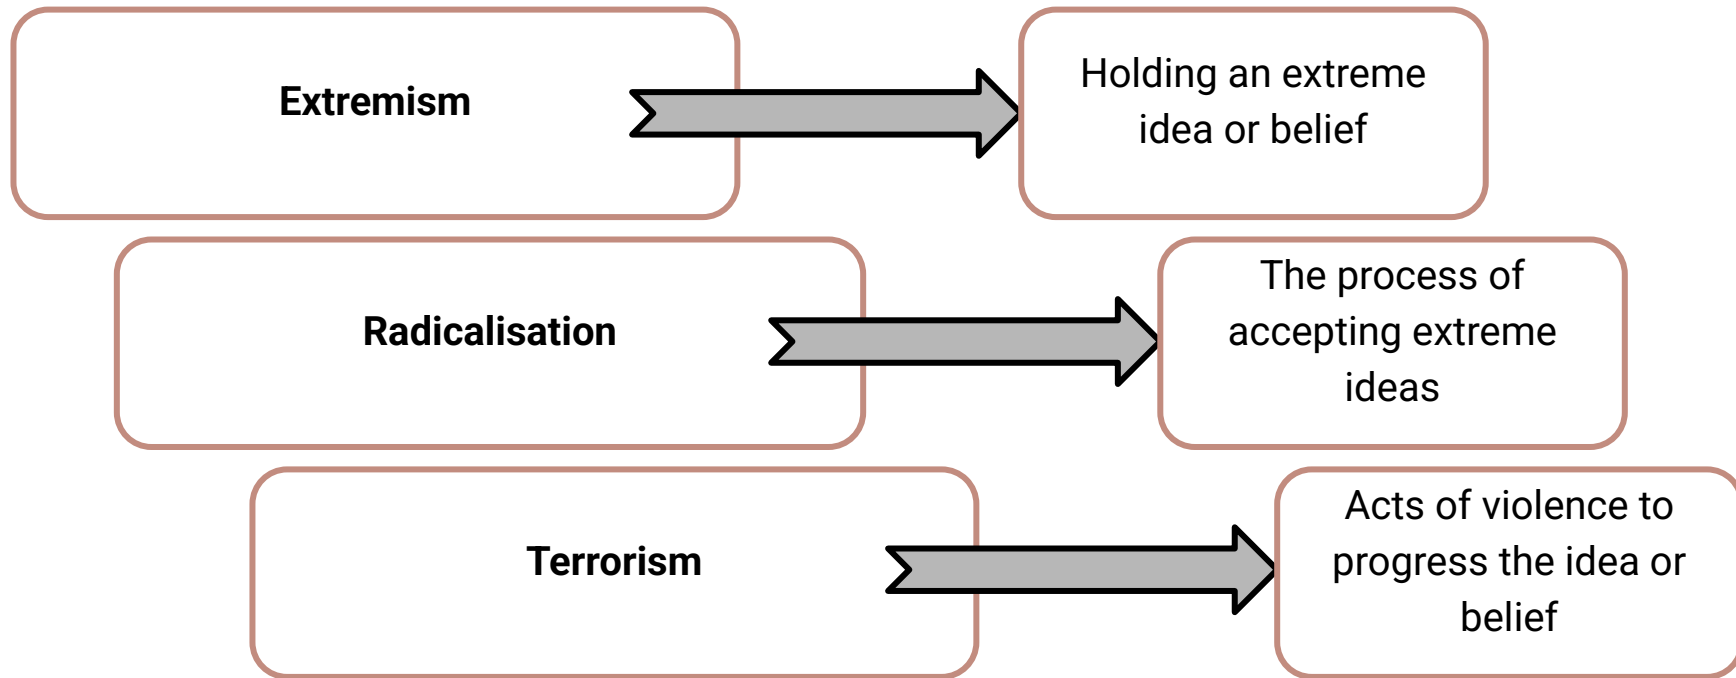 Extremism
Holding an extreme
idea or belief
Radicalisation
The process of
accepting extreme
ideas
Terrorism
Acts of violence to
progress the idea or
belief